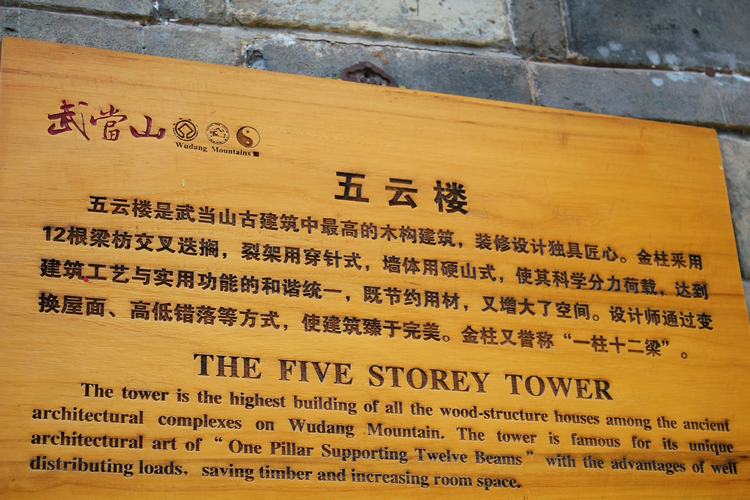 武當山
Wudang Mountains
五云楼
五云楼是武当山古建筑中最高的木构建筑，装修设计独具匠心。金柱采用
12根梁枋交叉迭搁，裂架用穿针式，墙体用硬山式，使其科学分力荷载，达到
建筑工艺与实用功能的和谐统一，既节约用材，又增大了空间。设计师通过变
换屋面、高低错落等方式，使建筑臻于完美。金柱又誉称“一柱十二梁”。
THE FIVE STOREY TOWER
The tower is the highest building of all the wood-structure houses among the ancient
architectural complexes on Wudang Mountain. The tower is famous for its unique
architectural art of “One Pillar Supporting Twelve Beams” with the advantages of well
distributing loads, saving timber and increasing room space.